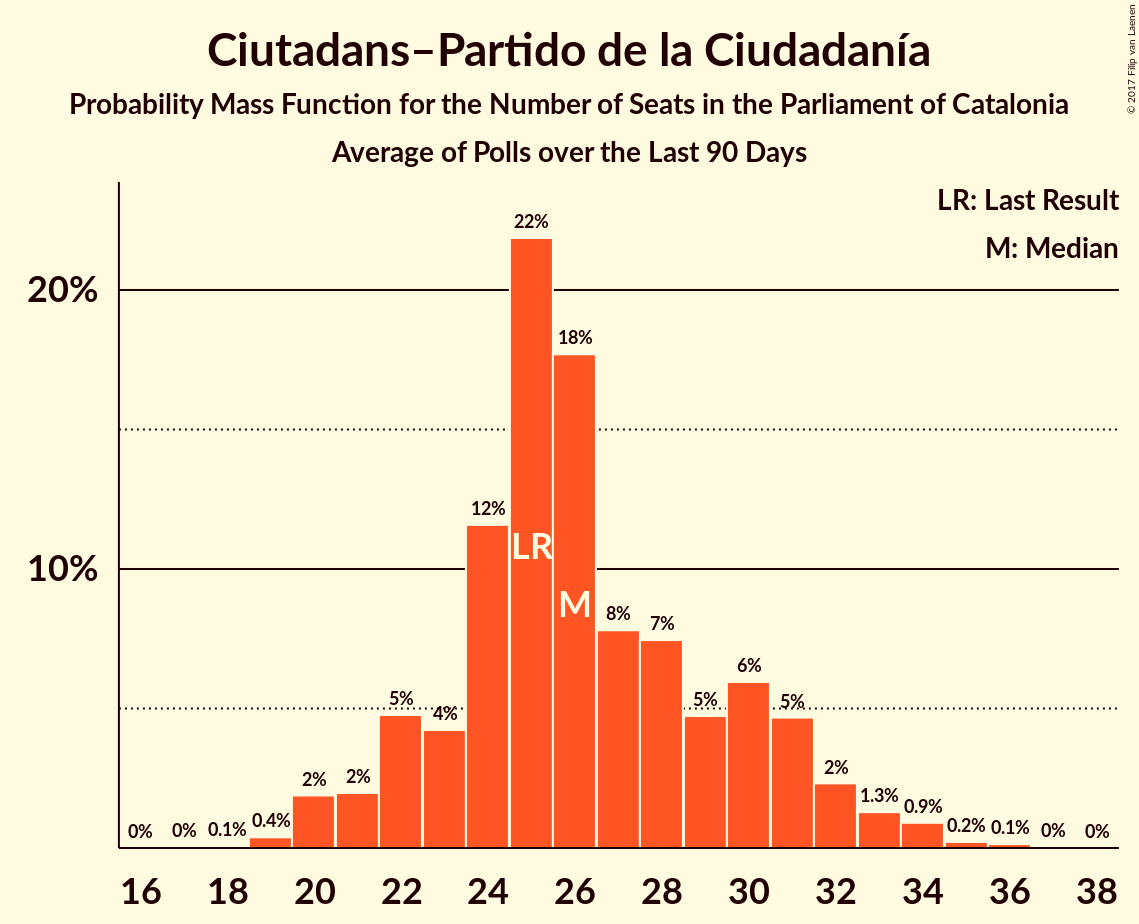 Ciutadans–Partido de la Ciudadanía
Probability Mass Function for the Number of Seats in the Parliament of Catalonia
Average of Polls over the Last 90 Days
© 2017 Filip van Laenen
LR: Last Result
M: Median
20%
10%
0%
0%
0.1%
0.4%
2%
2%
5%
4%
12%
22%
18%
8%
7%
5%
6%
5%
2%
1.3%
0.9%
0.2%
0.1%
0%
0%
LR
M
16 18 20 22 24 26 28 30 32 34 36 38